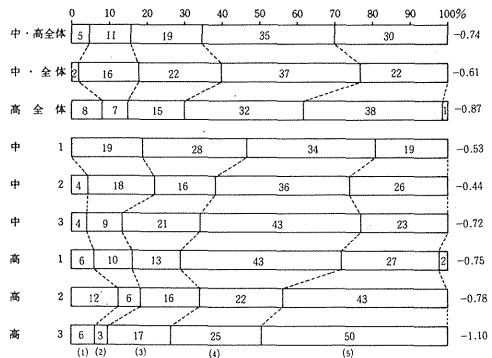 0 10 20 30 40 50 60 70 80 90 100%
中・高全体 5 11 19 35 30 -0.74
中・全体 2 16 22 37 22 -0.61
高全体 8 7 15 32 38 1 -0.87
中 1 19 28 34 19 -0.53
中 2 4 18 16 36 26 -0.44
中 3 4 9 21 43 23 -0.72
高 1 6 10 13 43 27 2 -0.75
高 2 12 6 16 22 43 -0.78
高 3 6 3 17 25 50 -1.10
(1) (2) (3) (4) (5)